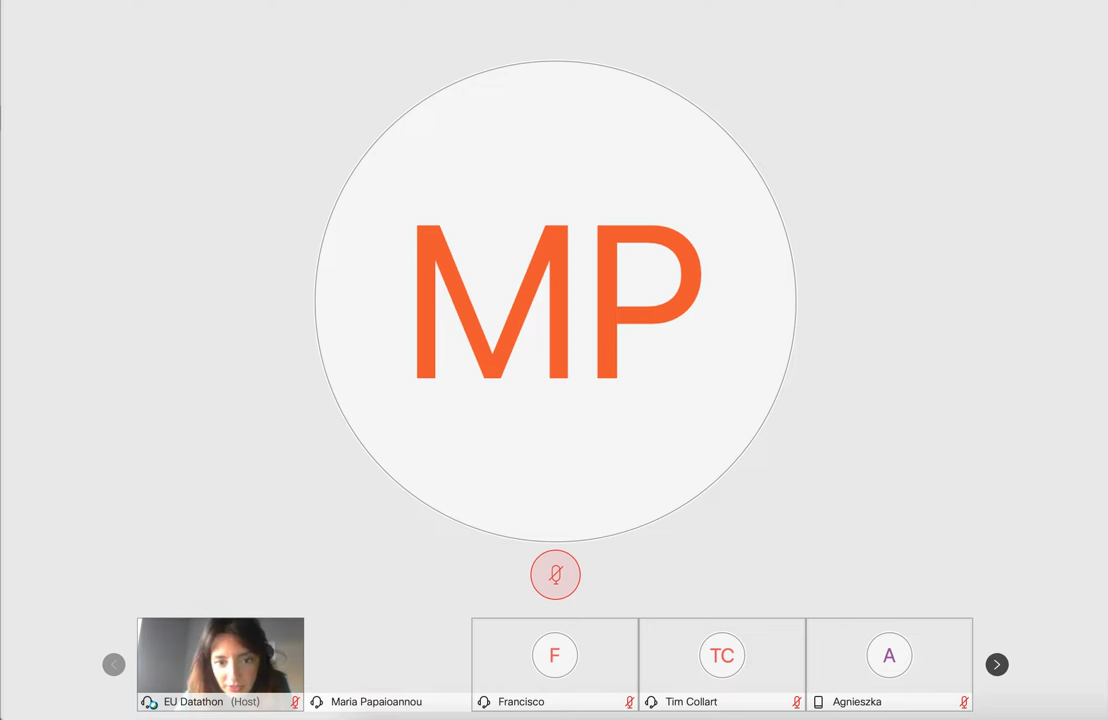 MP
F
TC
A
EU Datathon (Host)
Maria Papaioannou
Francisco
Tim Collart
Agnieszka